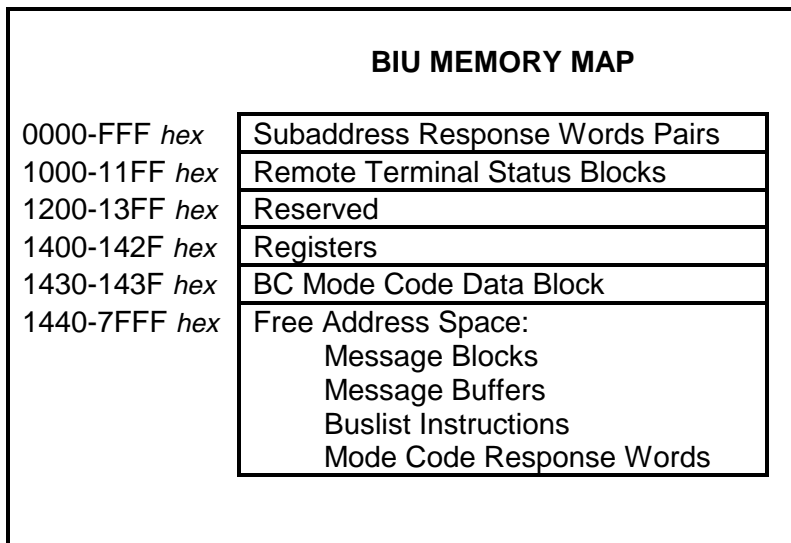 BIU MEMORY MAP
0000-FFF hex Subaddress Response Words Pairs
1000-11FF hex Remote Terminal Status Blocks
1200-13FF hex Reserved
1400-142F hex Registers
1430-143F hex BC Mode Code Data Block
1440-7FFF hex Free Address Space:
Message Blocks
Message Buffers
Buslist Instructions
Mode Code Response Words